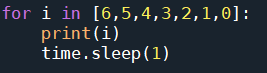 for i in [6,5,4,3,2,1,0]:
    print(i)
    time.sleep(1)